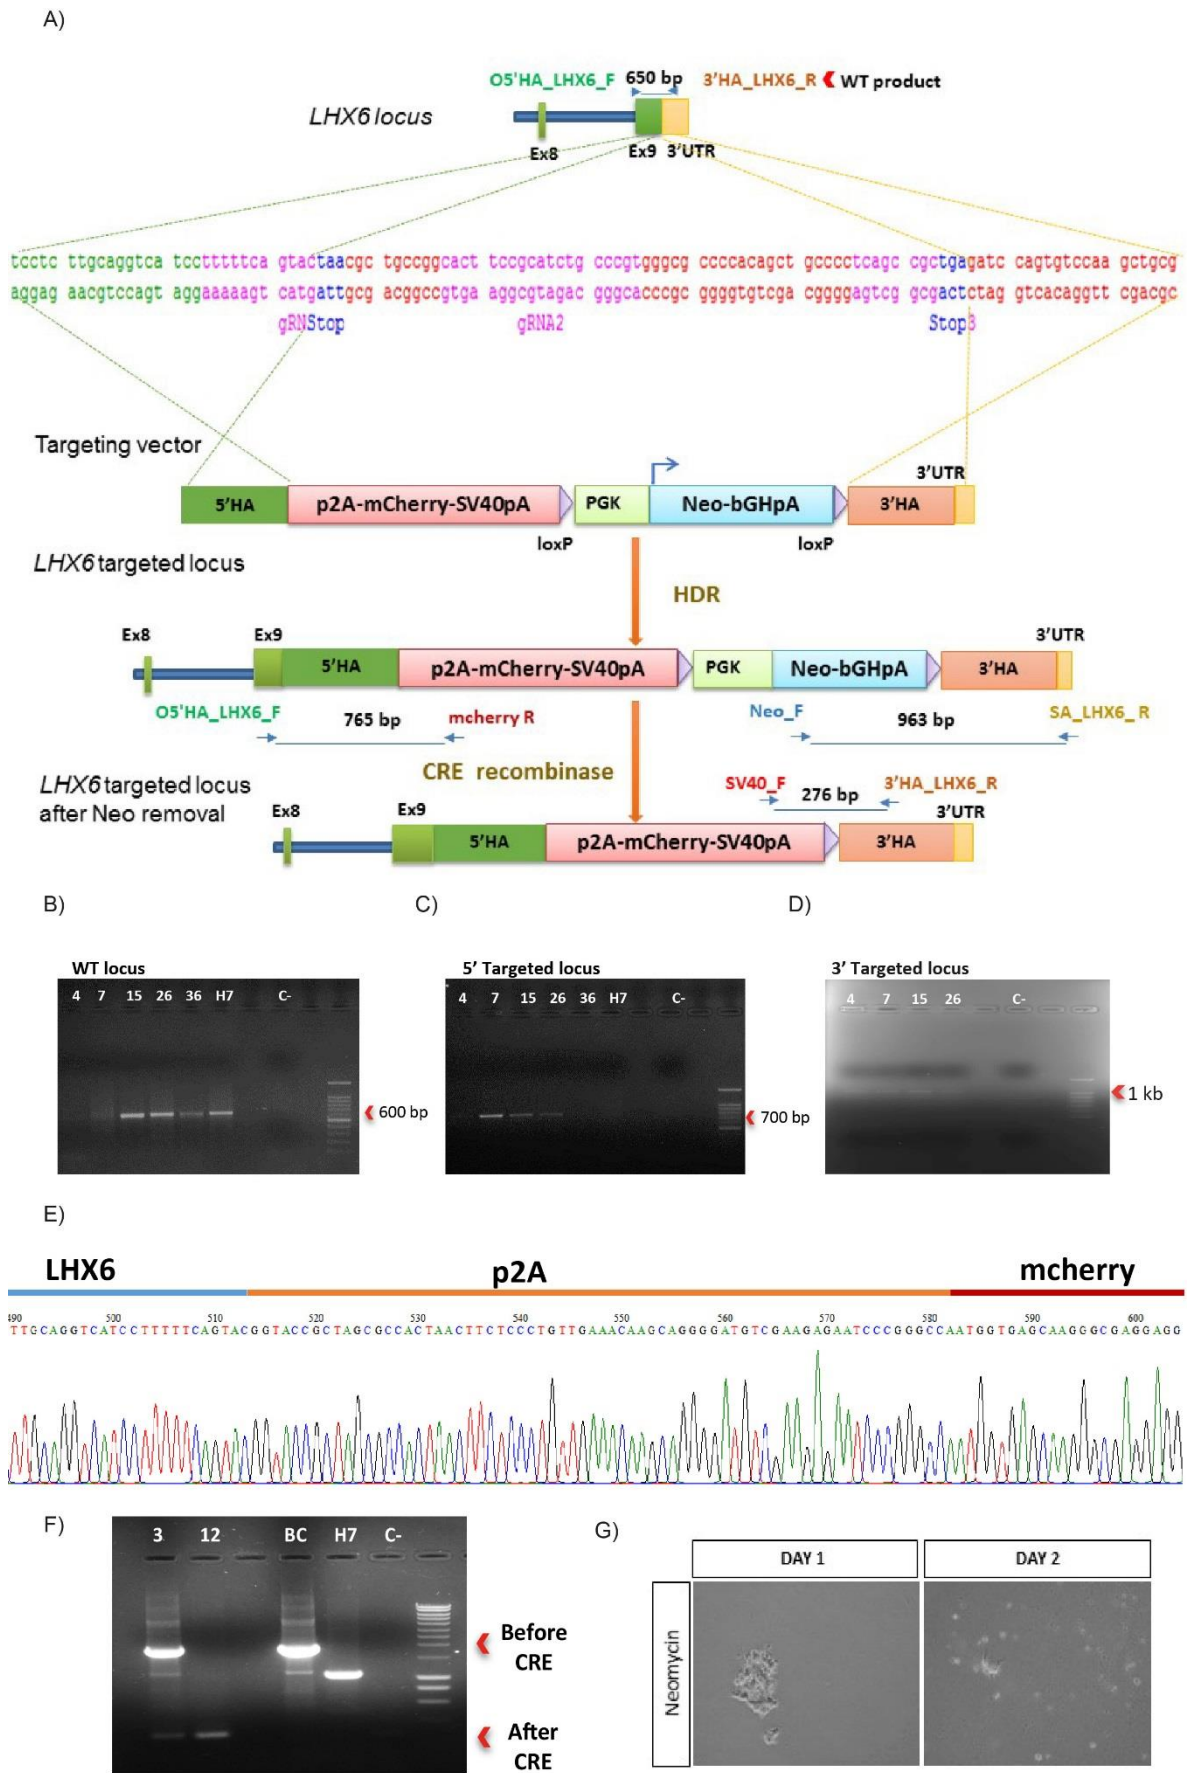 A)
O5'HA_LHX6_F 650 bp 3'HA_LHX6_R WT product
LHX6 locus
Ex8 Ex9 3'UTR
tcctc ttgcaggtca tcctttttca gtactaacgc tgccggcact tccgcatctg cccgtgggcg ccccacagct gcccctcagc cgctgagatc cagtgtccaa gctgcg
aggag aacgtccagt aggaaaaagt catgattgcg acggccgtga aggcgtagac gggcacccgc ggggtgtcga cggggagtcg gcgactctag gtcacaggtt cgacgc
gRNStop gRNA2 Stop3
Targeting vector
3'UTR
5'HA p2A-mCherry-SV40pA PGK Neo-bGHpA 3'HA
loxP loxP
LHX6 targeted locus
HDR
Ex8 Ex9 3'UTR
5'HA p2A-mCherry-SV40pA PGK Neo-bGHpA 3'HA
O5'HA_LHX6_F 765 bp mcherry R Neo_F 963 bp SA_LHX6_R
CRE recombinase
LHX6 targeted locus
after Neo removal
SV40_F 276 bp 3'HA_LHX6_R
Ex8 Ex9 3'UTR
5'HA p2A-mCherry-SV40pA 3'HA
B) C) D)
WT locus 5' Targeted locus 3' Targeted locus
4 7 15 26 36 H7 C- 4 7 15 26 36 H7 C- 4 7 15 26 C-
600 bp 700 bp 1 kb
E)
LHX6 p2A mcherry
490 500 510 520 530 540 550 560 570 580 590 600
TTGCAGGTCATCCTTTTTCAGTACGGTACCGCTAGCGCCACTAACTTCTCCCTGTTGAAACAAGCAGGGGATGTCGAAGAGAATCCCGGGCCAATGGTGAGCAAGGGCGAGGAGG
F) G)
3 12 BC H7 C-
Before
CRE
After
CRE
DAY 1 DAY 2
Neomycin